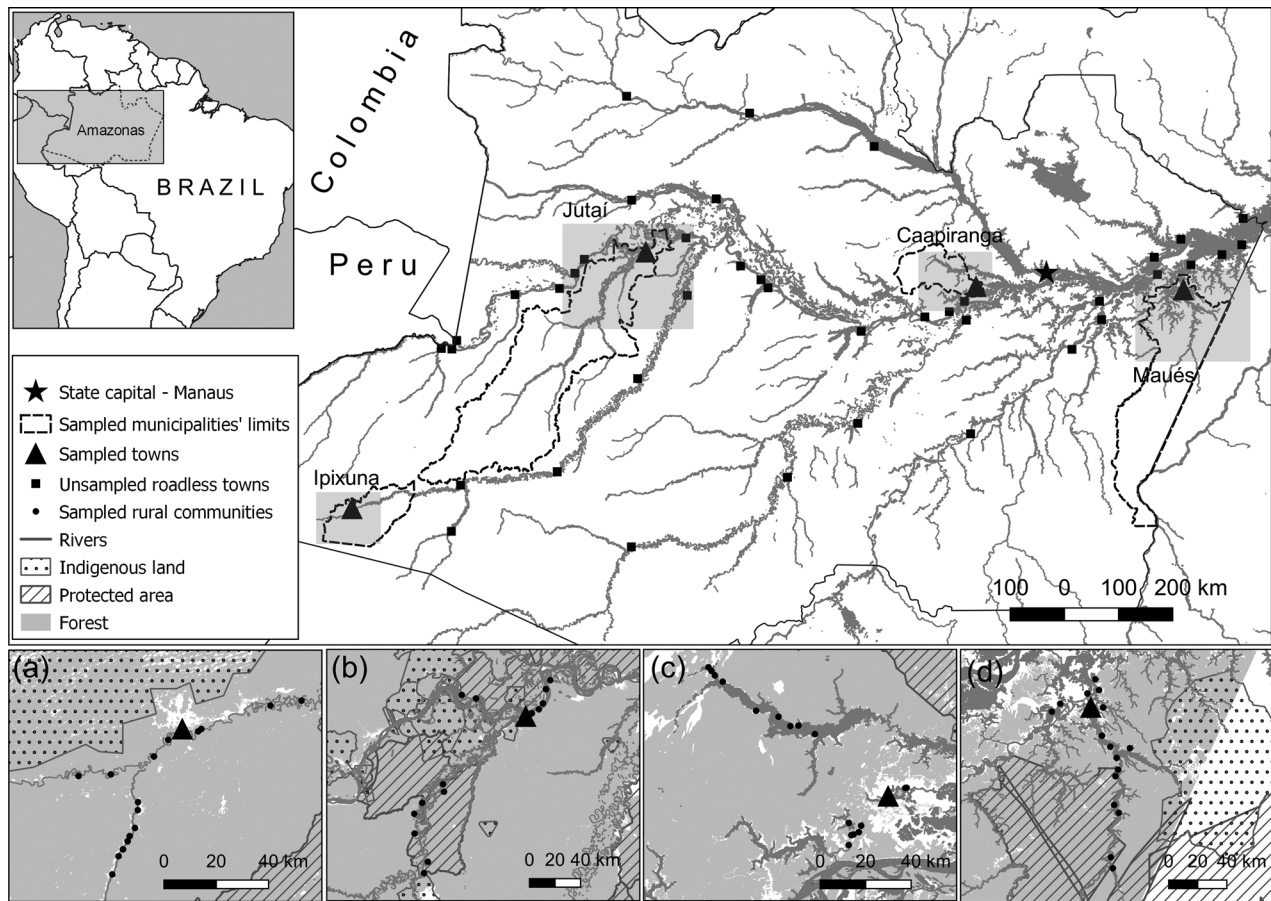 Amazonas
BRAZIL
Colombia
Peru
Jutaí
Caapiranga
Maués
Ipixuna
100 0 100 200 km
State capital - Manaus
Sampled municipalities' limits
Sampled towns
Unsampled roadless towns
Sampled rural communities
Rivers
Indigenous land
Protected area
Forest
(a)
0 20 40 km
(b)
0 20 40 km
(c)
0 20 40 km
(d)
0 20 40 km